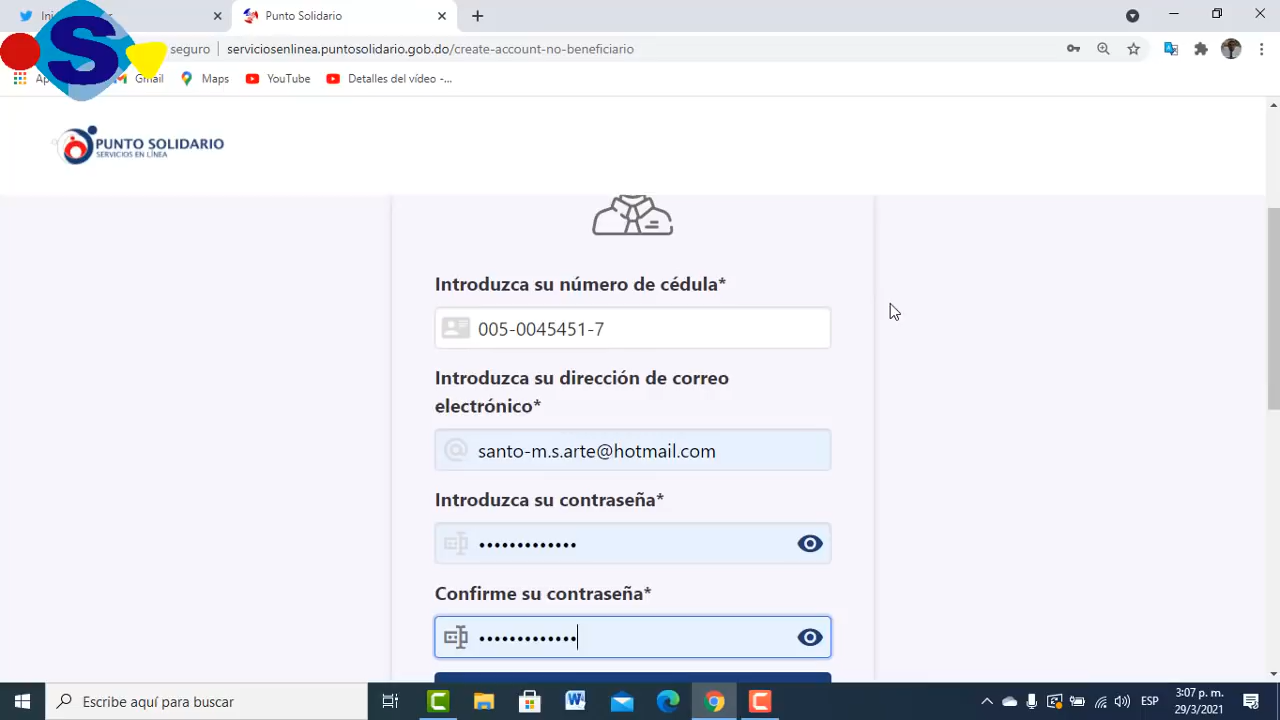 Punto Solidario
S
seguro
serviciosenlinea.puntosolidario.gob.do/create-account-no-beneficiario
Gmail
Maps
YouTube
Detalles del vídeo -...
PUNTO SOLIDARIO
SERVICIOS EN LÍNEA
Introduzca su número de cédula*
005-0045451-7
Introduzca su dirección de correo
electrónico*
santo-m.s.arte@hotmail.com
Introduzca su contraseña*
•••••••••••••
Confirme su contraseña*
•••••••••••••
Escribe aquí para buscar
ESP
3:07 p. m.
29/3/2021